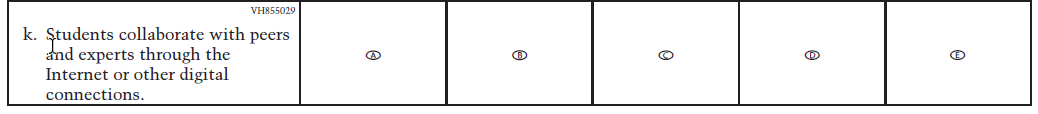 VH855029
k. Students collaborate with peers
and experts through the
Internet or other digital
connections.
A B C D E